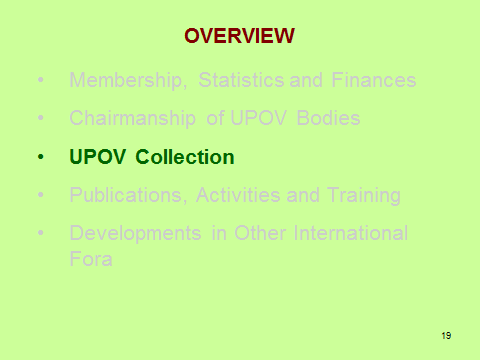 OVERVIEW
• Membership, Statistics and Finances
• Chairmanship of UPOV Bodies
• UPOV Collection
• Publications, Activities and Training
• Developments in Other International
Fora
19